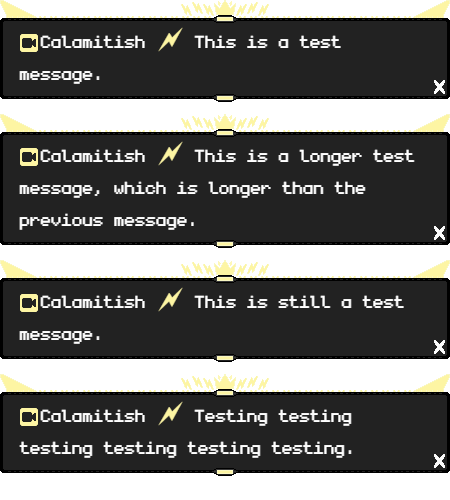 Calamitish ⚡ This is a test
message.
X
Calamitish ⚡ This is a longer test
message, which is longer than the
previous message.
X
Calamitish ⚡ This is still a test
message.
X
Calamitish ⚡ Testing testing
testing testing testing testing.
X